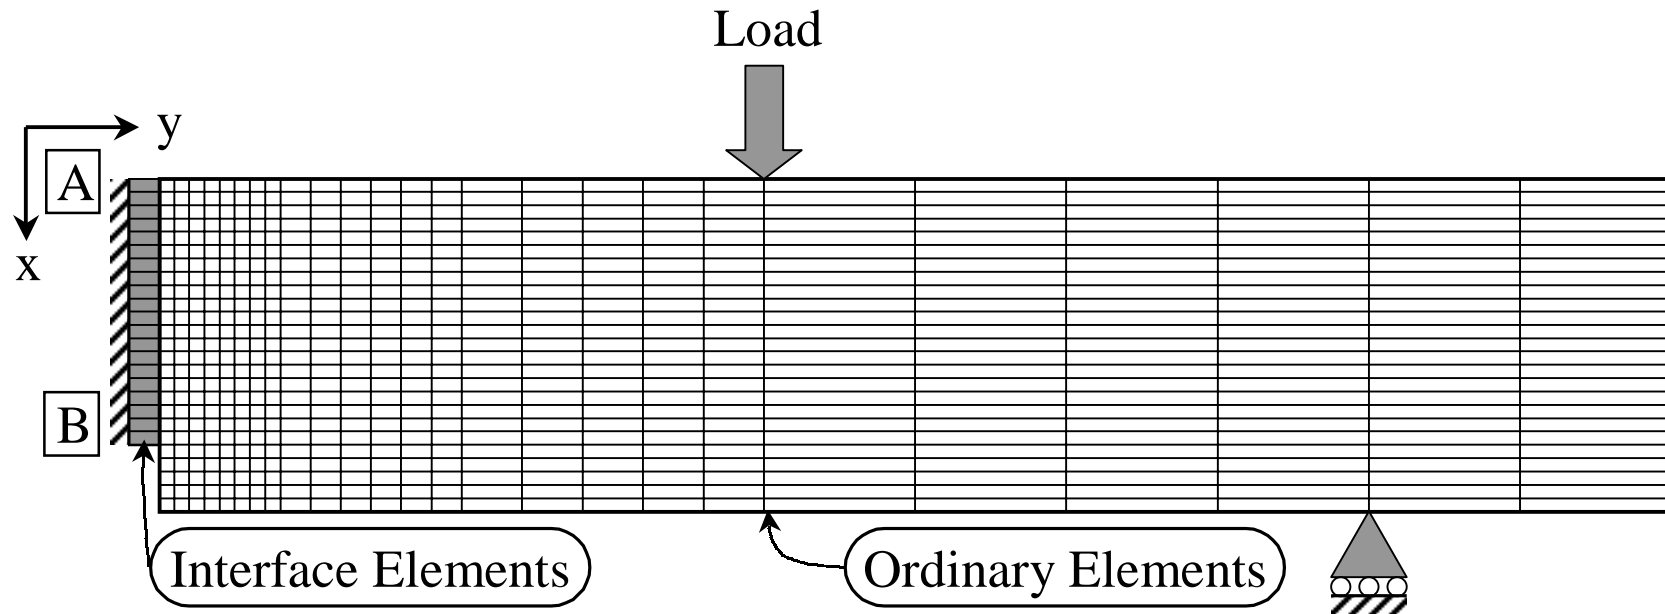 Load
y
A
x
B
Interface Elements
Ordinary Elements